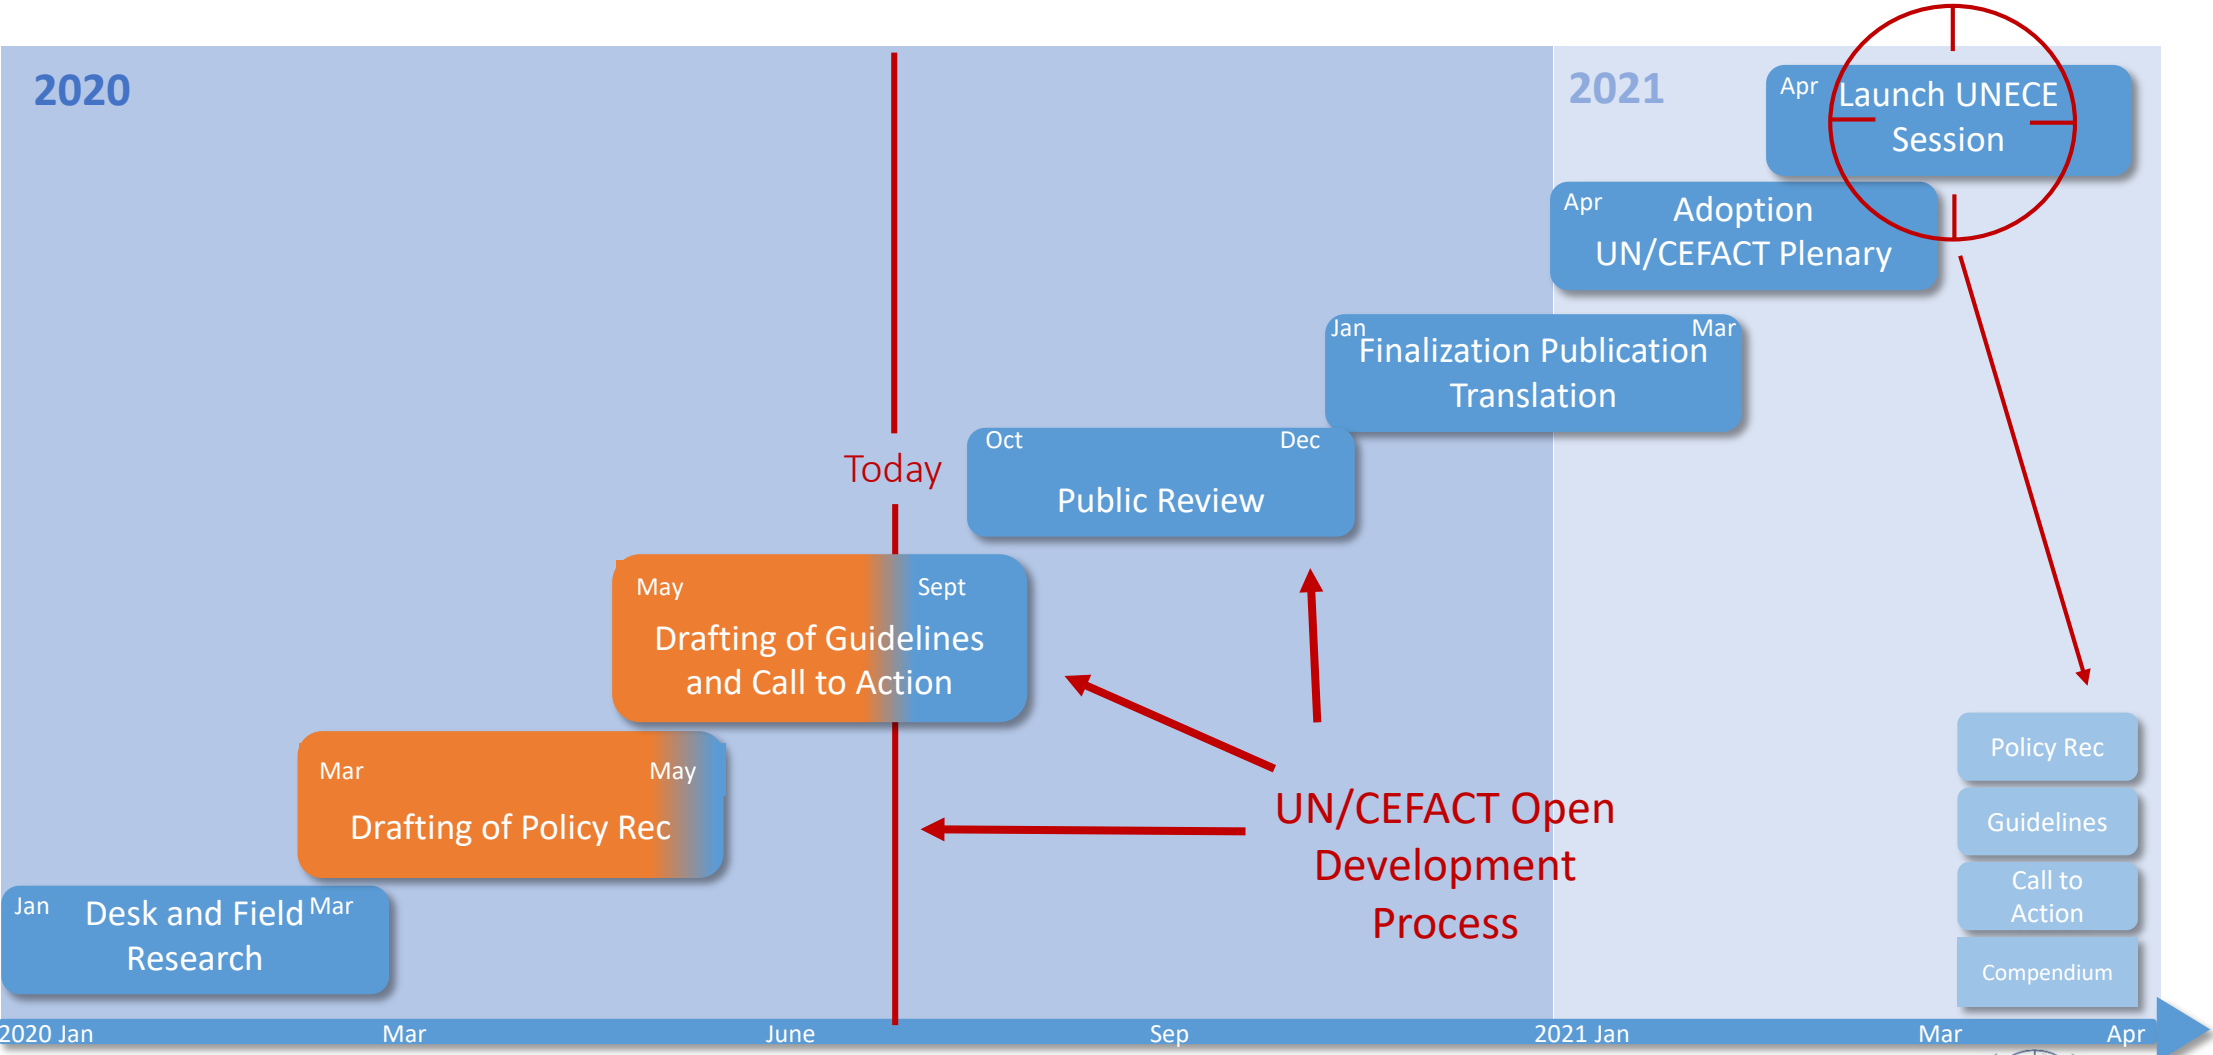 2020
2021
Apr
Launch UNECE
Session
Apr
Adoption
UN/CEFACT Plenary
Jan
Mar
Finalization Publication
Translation
Oct
Dec
Public Review
Today
May
Sept
Drafting of Guidelines
and Call to Action
Mar
May
Drafting of Policy Rec
UN/CEFACT Open
Development
Process
Policy Rec
Guidelines
Call to
Action
Compendium
Jan
Desk and Field
Mar
Research
2020 Jan
Mar
June
Sep
2021 Jan
Mar
Apr